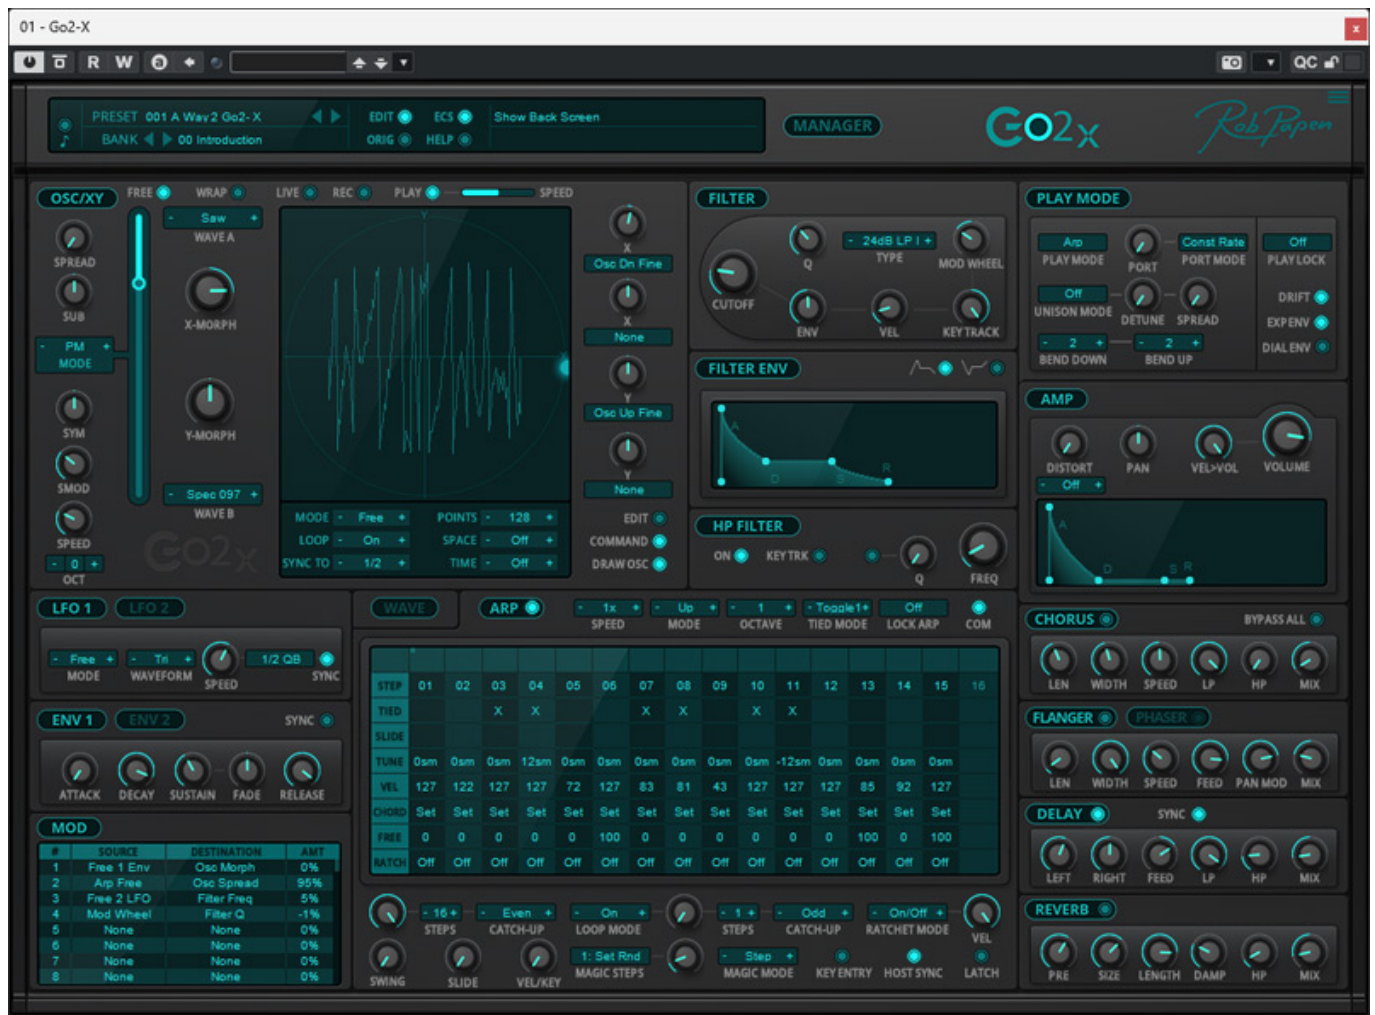 01 - Go2-X
R W QC
PRESET 001 A Way 2 Go2- X EDIT ECS Show Back Screen
BANK 00 Introduction ORIG HELP
MANAGER
Go2x
Rob Papen
OSC/XY FREE WRAP LIVE REC PLAY SPEED
- Saw +
WAVE A
SPREAD
SUB
X-MORPH
- PM +
MODE
Y-MORPH
SYM
SMOD
- Spec 097 +
WAVE B
SPEED
- 0 +
OCT
Go2x
Y
X
MODE - Free + POINTS - 128 +
LOOP - On + SPACE - Off +
SYNC TO - 1/2 + TIME - Off +
X
Osc Dn Fine
X
None
Y
Osc Up Fine
Y
None
EDIT
COMMAND
DRAW OSC
FILTER
CUTOFF
Q
- 24dB LP I +
TYPE
MOD WHEEL
ENV VEL KEYTRACK
FILTER ENV
A D S R
HP FILTER
ON KEYTRK Q FREQ
PLAY MODE
Arp Const Rate Off
PLAY MODE PORT PORT MODE PLAY LOCK
Off
UNISON MODE DETUNE SPREAD
DRIFT
EXP ENV
DIAL ENV
- 2 + - 2 +
BEND DOWN BEND UP
AMP
DISTORT PAN VEL>VOL VOLUME
- Off +
A D S R
LFO 1 LFO 2
- Free + - Tri + 1/2 QB
MODE WAVEFORM SPEED SYNC
ENV 1 ENV 2 SYNC
ATTACK DECAY SUSTAIN FADE RELEASE
MOD
# SOURCE DESTINATION AMT
1 Free 1 Env Osc Morph 0%
2 Arp Free Osc Spread 95%
3 Free 2 LFO Filter Freq 5%
4 Mod Wheel Filter Q -1%
5 None None 0%
6 None None 0%
7 None None 0%
8 None None 0%
WAVE ARP
- 1x + - Up + - 1 + - Toggle1+ Off
SPEED MODE OCTAVE TIED MODE LOCK ARP COM
STEP 01 02 03 04 05 06 07 08 09 10 11 12 13 14 15 16
TIED X X X X X X
SLIDE
TUNE 0sm 0sm 0sm 12sm 0sm 0sm 0sm 0sm 0sm 0sm -12sm 0sm 0sm 0sm 0sm
VEL 127 122 127 127 72 127 83 81 43 127 127 127 85 92 127
CHORD Set Set Set Set Set Set Set Set Set Set Set Set Set Set Set
FREE 0 0 0 0 0 100 0 0 0 0 0 0 100 0 100
RATCH Off Off Off Off Off Off Off Off Off Off Off Off Off Off Off
- 16 + - Even + - On + - 1 + - Odd + - On/Off +
STEPS CATCH-UP LOOP MODE STEPS CATCH-UP RATCHET MODE VEL
1: Set Rnd - Step +
SWING SLIDE VEL/KEY MAGIC STEPS MAGIC MODE KEY ENTRY HOST SYNC LATCH
CHORUS BYPASS ALL
LEN WIDTH SPEED LP HP MIX
FLANGER PHASER
LEN WIDTH SPEED FEED PAN MOD MIX
DELAY SYNC
LEFT RIGHT FEED LP HP MIX
REVERB
PRE SIZE LENGTH DAMP HP MIX